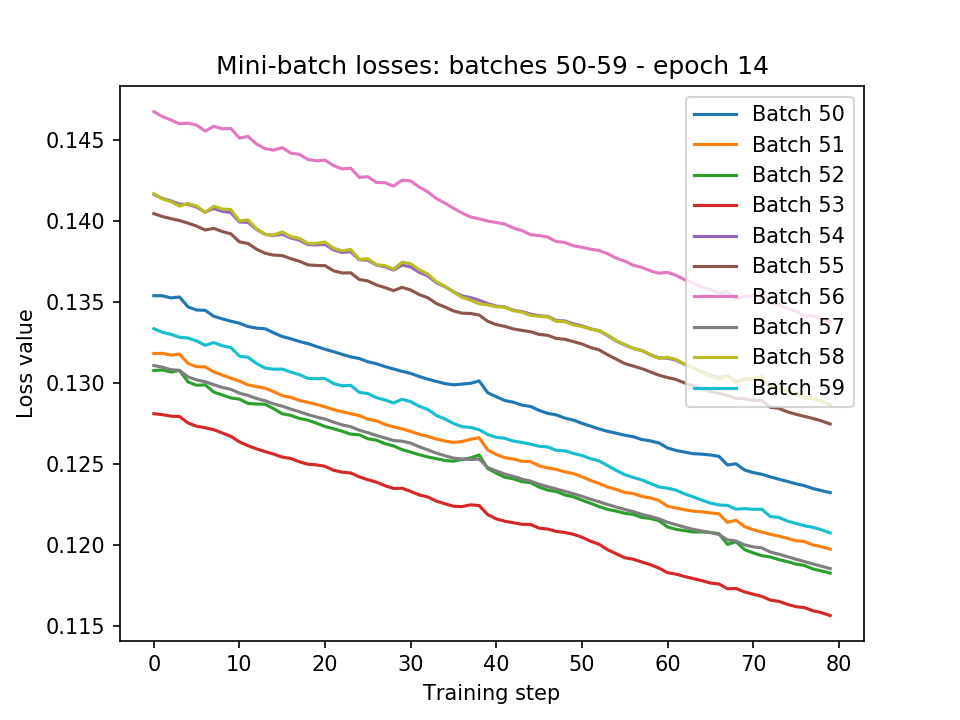 Mini-batch losses: batches 50-59 - epoch 14
Loss value
0.145
0.140
0.135
0.130
0.125
0.120
0.115
Batch 50
Batch 51
Batch 52
Batch 53
Batch 54
Batch 55
Batch 56
Batch 57
Batch 58
Batch 59
0 10 20 30 40 50 60 70 80
Training step